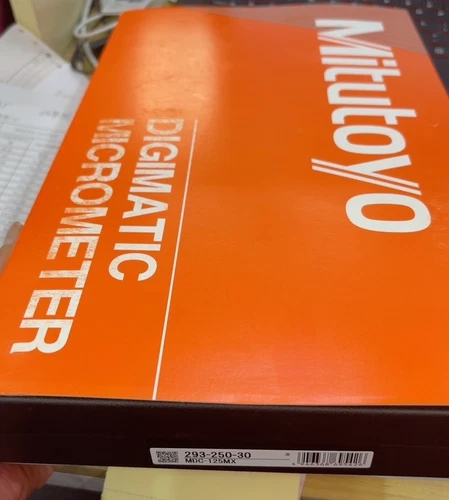 Mitutoyo
DIGIMATIC
MICROMETER
293-250-30
MDC-125MX